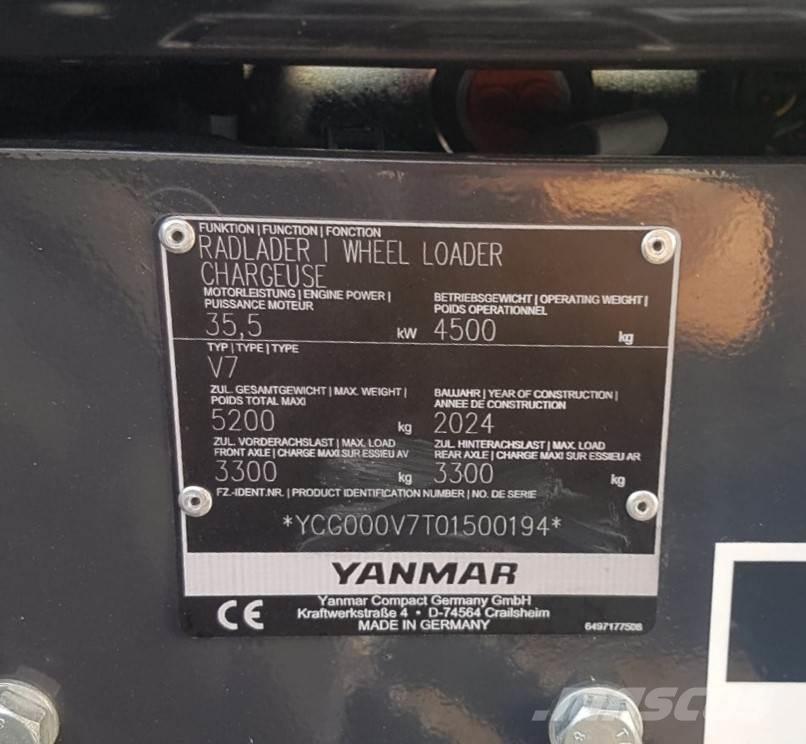 FUNKTION | FUNCTION | FONCTION
RADLADER | WHEEL LOADER
CHARGEUSE
MOTORLEISTUNG | ENGINE POWER |
PUISSANCE MOTEUR
35,5 kW
BETRIEBSGEWICHT | OPERATING WEIGHT |
POIDS OPERATIONNEL
4500 kg
TYP | TYPE | TYPE
V7
ZUL. GESAMTGEWICHT | MAX. WEIGHT |
POIDS TOTAL MAXI
5200 kg
BAUJAHR | YEAR OF CONSTRUCTION |
ANNEE DE CONSTRUCTION
2024
ZUL. VORDERACHSLAST | MAX. LOAD
FRONT AXLE | CHARGE MAXI SUR ESSIEU AV
3300 kg
ZUL. HINTERACHSLAST | MAX. LOAD
REAR AXLE | CHARGE MAXI SUR ESSIEU AR
3300 kg
FZ.-IDENT.NR. | PRODUCT IDENTIFICATION NUMBER | NO. DE SERIE
*YCG000V7T01500194*
YANMAR
CE
Yanmar Compact Germany GmbH
Kraftwerkstraße 4 • D-74564 Crailsheim
MADE IN GERMANY
6497177508